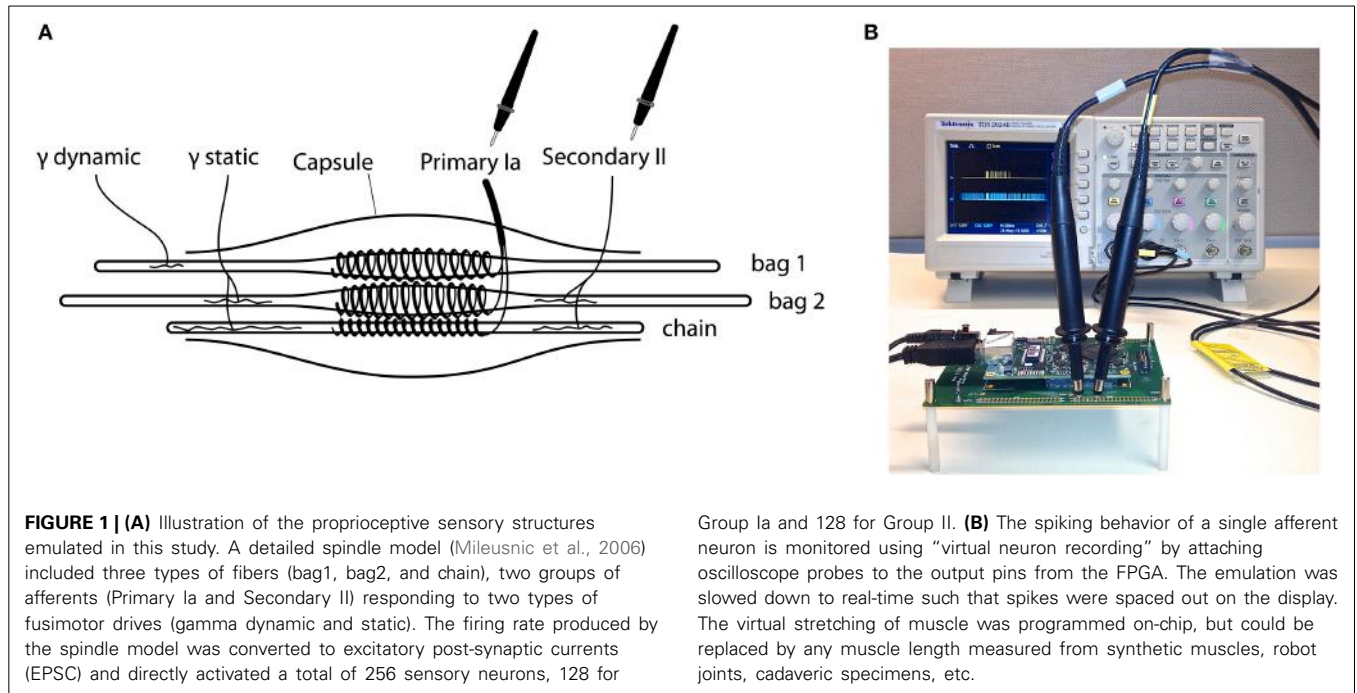 A
B
γ dynamic
γ static
Capsule
Primary Ia
Secondary II
bag 1
bag 2
chain
Tektronix TDS 2024B
FIGURE 1 | (A) Illustration of the proprioceptive sensory structures
emulated in this study. A detailed spindle model (Mileusnic et al., 2006)
included three types of fibers (bag1, bag2, and chain), two groups of
afferents (Primary Ia and Secondary II) responding to two types of
fusimotor drives (gamma dynamic and static). The firing rate produced by
the spindle model was converted to excitatory post-synaptic currents
(EPSC) and directly activated a total of 256 sensory neurons, 128 for
Group Ia and 128 for Group II. (B) The spiking behavior of a single afferent
neuron is monitored using “virtual neuron recording” by attaching
oscilloscope probes to the output pins from the FPGA. The emulation was
slowed down to real-time such that spikes were spaced out on the display.
The virtual stretching of muscle was programmed on-chip, but could be
replaced by any muscle length measured from synthetic muscles, robot
joints, cadaveric specimens, etc.